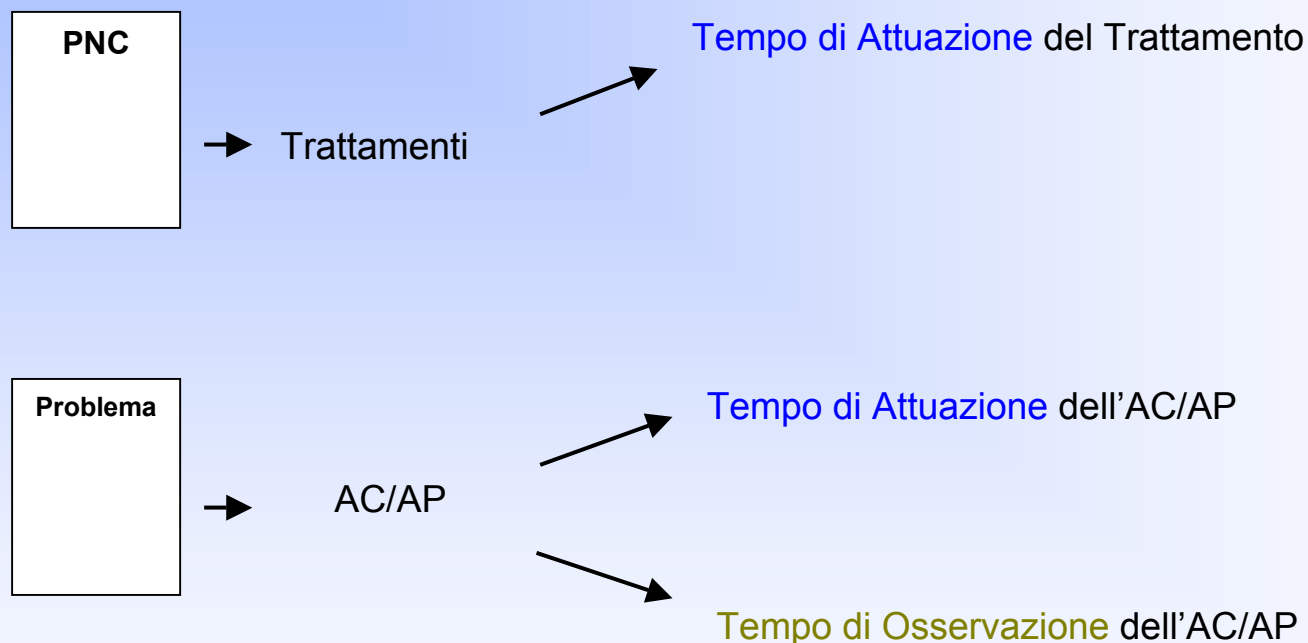 PNC
Tempo di Attuazione del Trattamento
Trattamenti
Problema
Tempo di Attuazione dell’AC/AP
AC/AP
Tempo di Osservazione dell’AC/AP